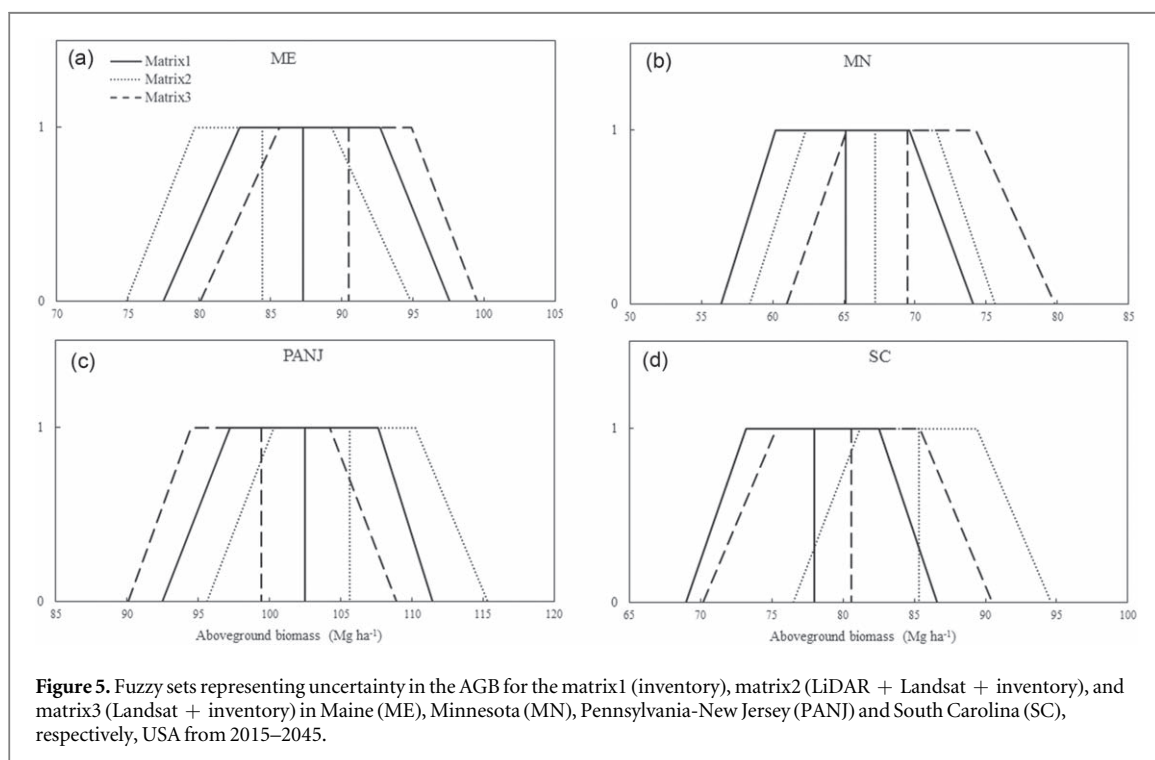 (a)
ME
Matrix1
Matrix2
Matrix3
1
0
70 75 80 85 90 95 100 105
(b)
MN
1
0
50 55 60 65 70 75 80 85
(c)
PANJ
1
0
85 90 95 100 105 110 115 120
Aboveground biomass (Mg ha⁻¹)
(d)
SC
1
0
65 70 75 80 85 90 95 100
Aboveground biomass (Mg ha⁻¹)
Figure 5. Fuzzy sets representing uncertainty in the AGB for the matrix1 (inventory), matrix2 (LiDAR + Landsat + inventory), and
matrix3 (Landsat + inventory) in Maine (ME), Minnesota (MN), Pennsylvania-New Jersey (PANJ) and South Carolina (SC),
respectively, USA from 2015–2045.